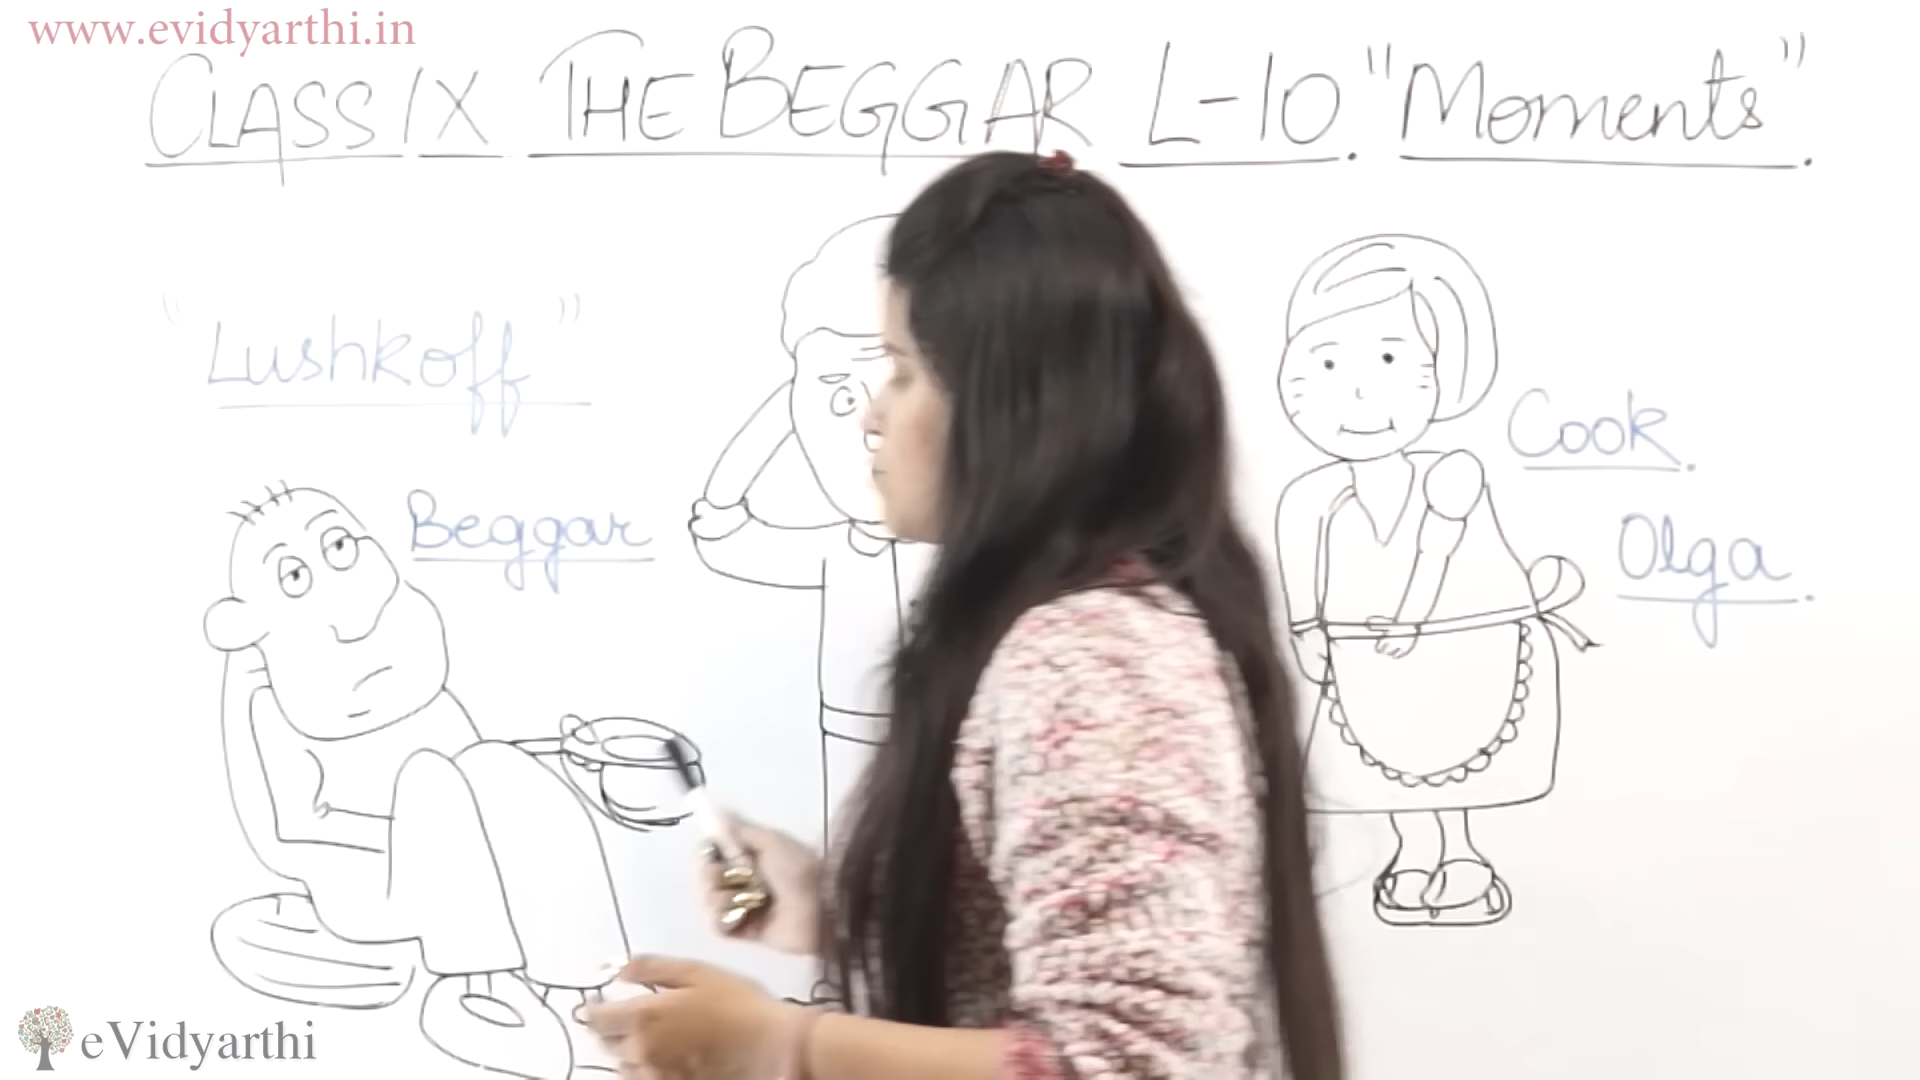 www.evidyarthi.in
CLASS IX THE BEGGAR L-10. "Moments".
"Lushkoff"
Cook.
Beggar
Olga.
eVidyarthi